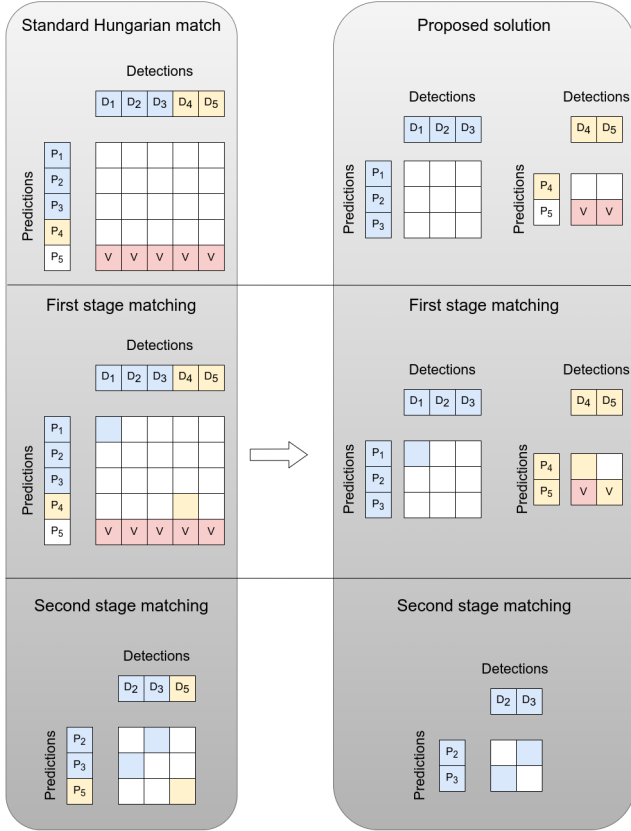 Standard Hungarian match
Detections
D1 D2 D3 D4 D5
Predictions
P1
P2
P3
P4
P5 V V V V V
Proposed solution
Detections
D1 D2 D3
Predictions
P1
P2
P3
Detections
D4 D5
Predictions
P4
P5 V V
First stage matching
Detections
D1 D2 D3 D4 D5
Predictions
P1
P2
P3
P4
P5 V V V V V
First stage matching
Detections
D1 D2 D3
Predictions
P1
P2
P3
Detections
D4 D5
Predictions
P4
P5 V V
Second stage matching
Detections
D2 D3 D5
Predictions
P2
P3
P5
Second stage matching
Detections
D2 D3
Predictions
P2
P3